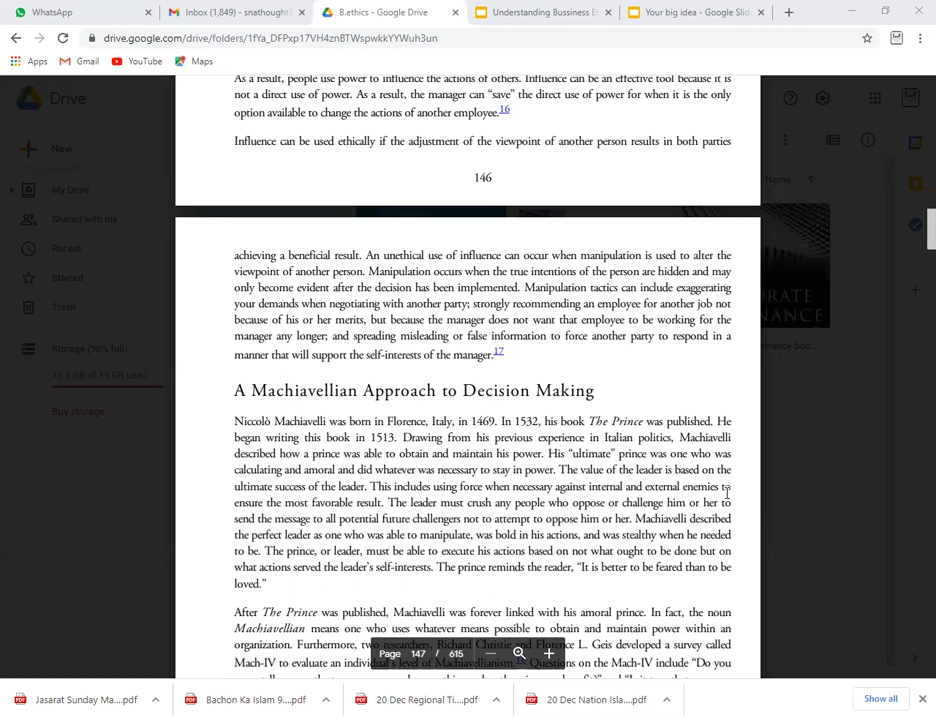 WhatsApp
Inbox (1,849) - snathought
B.ethics - Google Drive
Understanding Bussiness E
Your big idea - Google Slid
drive.google.com/drive/folders/1fYa_DFPxp17VH4znBTWspwkkYYWuh3un
Apps
Gmail
YouTube
Maps
Drive
New
My Drive
Shared with me
Recent
Starred
Trash
Storage (90% full)
13.6 GB of 15 GB used
Buy storage
Name
As a result, people use power to influence the actions of others. Influence can be an effective tool because it is
not a direct use of power. As a result, the manager can “save” the direct use of power for when it is the only
option available to change the actions of another employee.16
Influence can be used ethically if the adjustment of the viewpoint of another person results in both parties
146
achieving a beneficial result. An unethical use of influence can occur when manipulation is used to alter the
viewpoint of another person. Manipulation occurs when the true intentions of the person are hidden and may
only become evident after the decision has been implemented. Manipulation tactics can include exaggerating
your demands when negotiating with another party; strongly recommending an employee for another job not
because of his or her merits, but because the manager does not want that employee to be working for the
manager any longer; and spreading misleading or false information to force another party to respond in a
manner that will support the self-interests of the manager.17
A Machiavellian Approach to Decision Making
Niccolò Machiavelli was born in Florence, Italy, in 1469. In 1532, his book The Prince was published. He
began writing this book in 1513. Drawing from his previous experience in Italian politics, Machiavelli
described how a prince was able to obtain and maintain his power. His “ultimate” prince was one who was
calculating and amoral and did whatever was necessary to stay in power. The value of the leader is based on the
ultimate success of the leader. This includes using force when necessary against internal and external enemies to
ensure the most favorable result. The leader must crush any people who oppose or challenge him or her to
send the message to all potential future challengers not to attempt to oppose him or her. Machiavelli described
the perfect leader as one who was able to manipulate, was bold in his actions, and was stealthy when he needed
to be. The prince, or leader, must be able to execute his actions based on not what ought to be done but on
what actions served the leader’s self-interests. The prince reminds the reader, “It is better to be feared than to be
loved.”
After The Prince was published, Machiavelli was forever linked with his amoral prince. In fact, the noun
Machiavellian means one who uses whatever means possible to obtain and maintain power within an
organization. Furthermore, two researchers, Richard Christie and Florence L. Geis developed a survey called
Mach-IV to evaluate an individual’s level of Machiavellianism. Questions on the Mach-IV include “Do you
Page 147 / 615
Jasarat Sunday Ma....pdf
Bachon Ka Islam 9....pdf
20 Dec Regional Ti....pdf
20 Dec Nation Isla....pdf
Show all